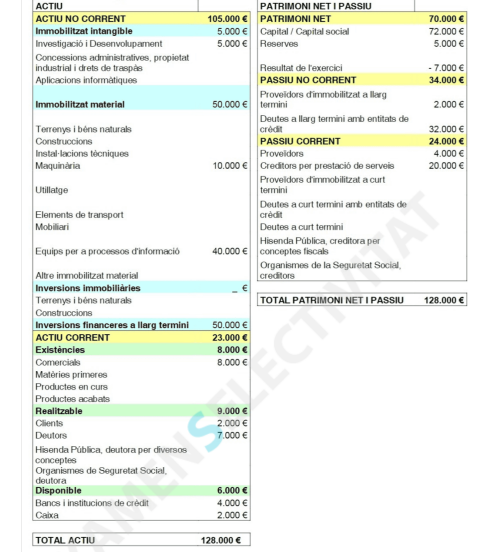 ACTIU
ACTIU NO CORRENT 105.000 €
Immobilitzat intangible 5.000 €
Investigació i Desenvolupament 5.000 €
Concessions administratives, propietat
industrial i drets de traspàs
Aplicacions informàtiques
Immobilitzat material 50.000 €
Terrenys i béns naturals
Construccions
Instal·lacions tècniques
Maquinària 10.000 €
Utillatge
Elements de transport
Mobiliari
Equips per a processos d'informació 40.000 €
Altre immobilitzat material
Inversions immobiliàries _ €
Terrenys i béns naturals
Construccions
Inversions financeres a llarg termini 50.000 €
ACTIU CORRENT 23.000 €
Existències 8.000 €
Comercials 8.000 €
Matèries primeres
Productes en curs
Productes acabats
Realitzable 9.000 €
Clients 2.000 €
Deutors 7.000 €
Hisenda Pública, deutora per diversos
conceptes
Organismes de Seguretat Social,
deutora
Disponible 6.000 €
Bancs i institucions de crèdit 4.000 €
Caixa 2.000 €
TOTAL ACTIU 128.000 €
PATRIMONI NET I PASSIU
PATRIMONI NET 70.000 €
Capital / Capital social 72.000 €
Reserves 5.000 €
Resultat de l'exercici - 7.000 €
PASSIU NO CORRENT 34.000 €
Proveïdors d'immobilitzat a llarg
termini 2.000 €
Deutes a llarg termini amb entitats de
crèdit 32.000 €
PASSIU CORRENT 24.000 €
Proveïdors 4.000 €
Creditors per prestació de serveis 20.000 €
Proveïdors d'immobilitzat a curt
termini
Deutes a curt termini amb entitats de
crèdit
Deutes a curt termini
Hisenda Pública, creditora per
conceptes fiscals
Organismes de la Seguretat Social,
creditors
TOTAL PATRIMONI NET I PASSIU 128.000 €
AMENSELECTIVITAT